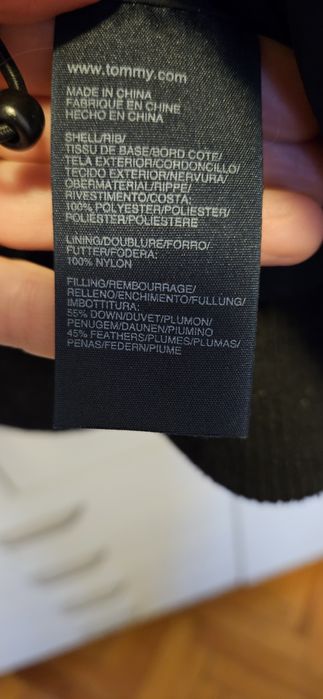 www.tommy.com
MADE IN CHINA
FABRIQUE EN CHINE
HECHO EN CHINA
SHELL/RIB/
TISSU DE BASE/BORD COTE/
TELA EXTERIOR/CORDONCILLO/
TECIDO EXTERIOR/NERVURA/
OBERMATERIAL/RIPPE/
RIVESTIMENTO/COSTA:
100% POLYESTER/POLIESTER/
POLIÉSTER/POLIESTERE
LINING/DOUBLURE/FORRO/
FUTTER/FODERA:
100% NYLON
FILLING/REMBOURRAGE/
RELLENO/ENCHIMENTO/FULLUNG/
IMBOTTITURA:
55% DOWN/DUVET/PLUMON/
PENUGEM/DAUNEN/PIUMINO
45% FEATHERS/PLUMES/PLUMAS/
PENAS/FEDERN/PIUME